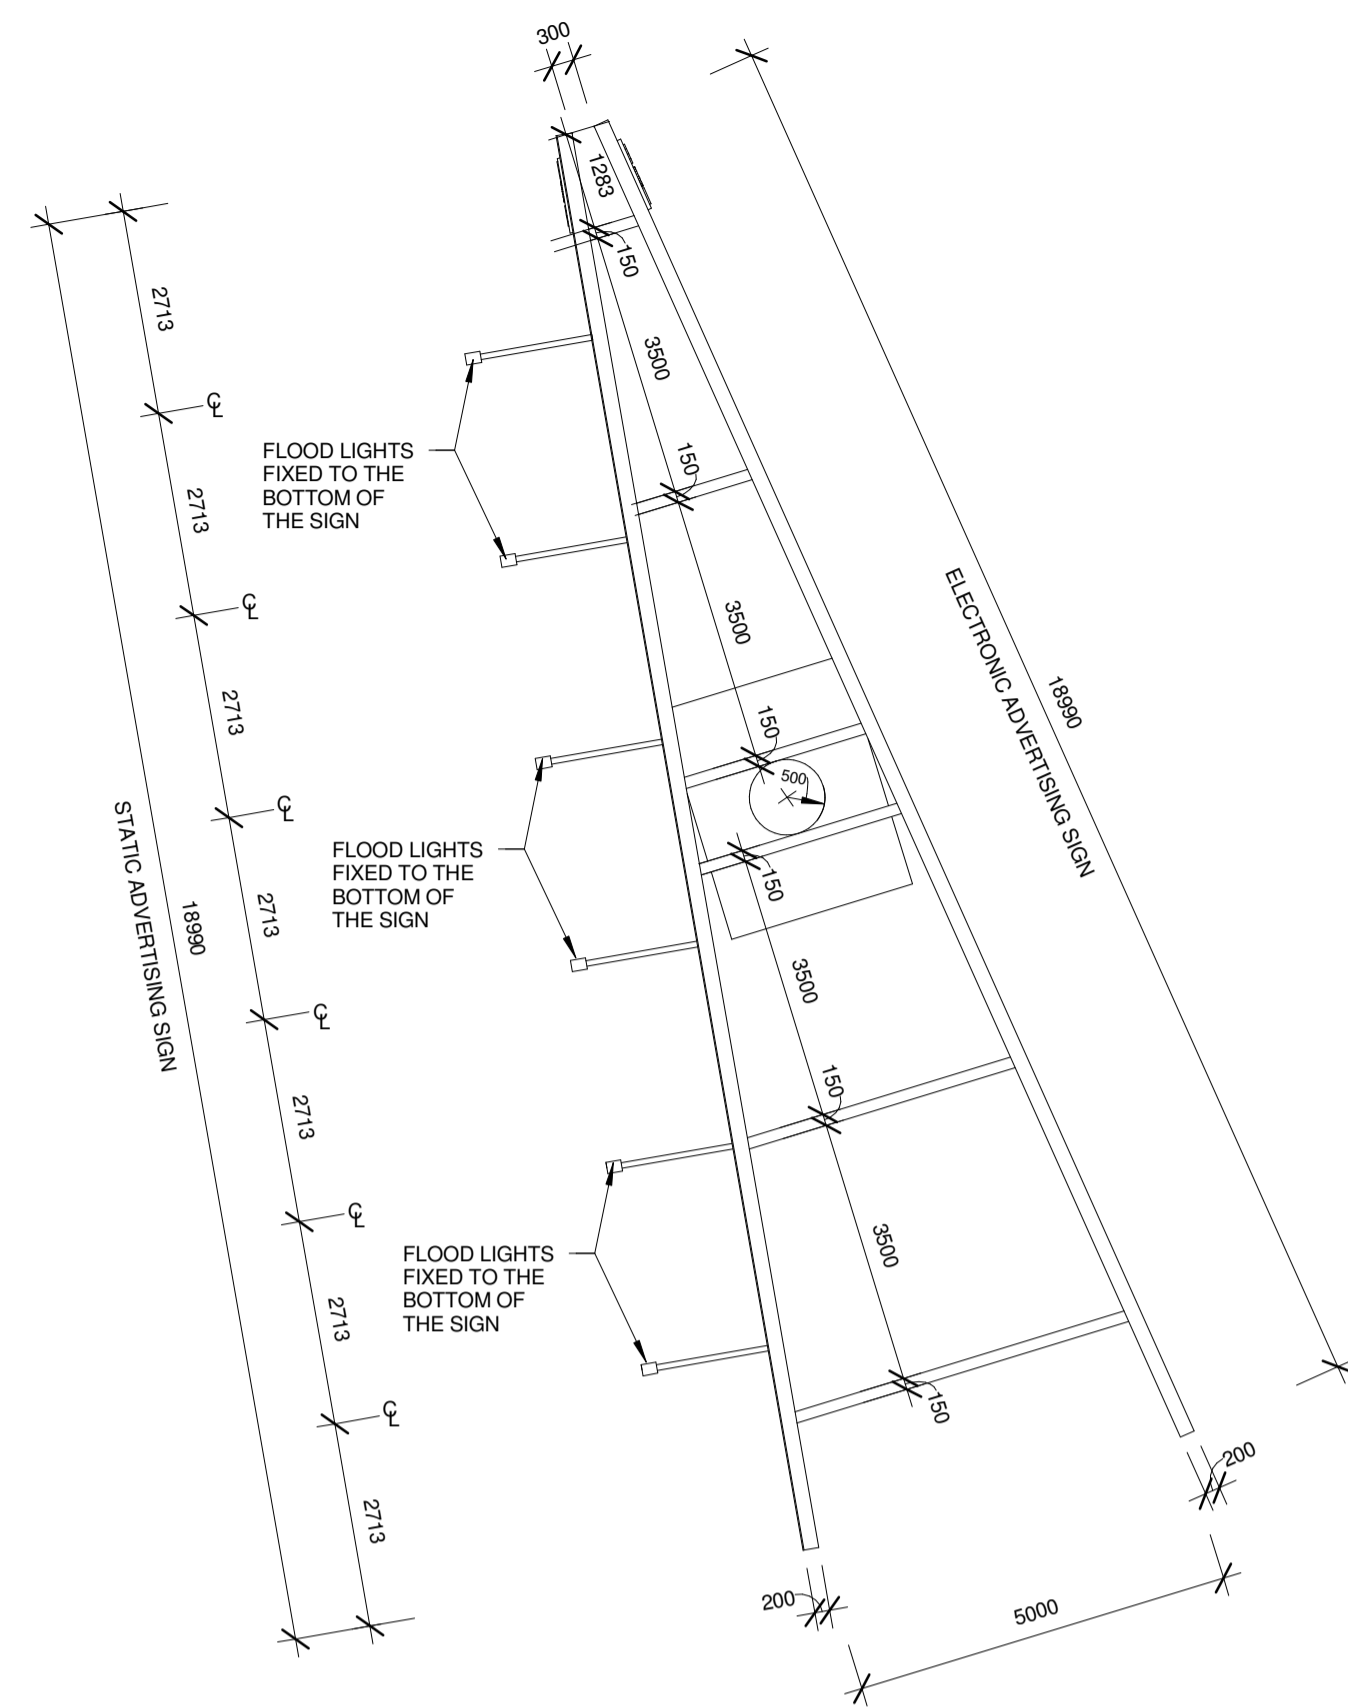 300
1283
150
3500
150
3500
150
500
150
3500
150
3500
150
200
200
5000
ELECTRONIC ADVERTISING SIGN
18990
STATIC ADVERTISING SIGN
18990
2713
CL
2713
CL
2713
CL
2713
CL
2713
CL
2713
CL
2713
FLOOD LIGHTS
FIXED TO THE
BOTTOM OF
THE SIGN
FLOOD LIGHTS
FIXED TO THE
BOTTOM OF
THE SIGN
FLOOD LIGHTS
FIXED TO THE
BOTTOM OF
THE SIGN